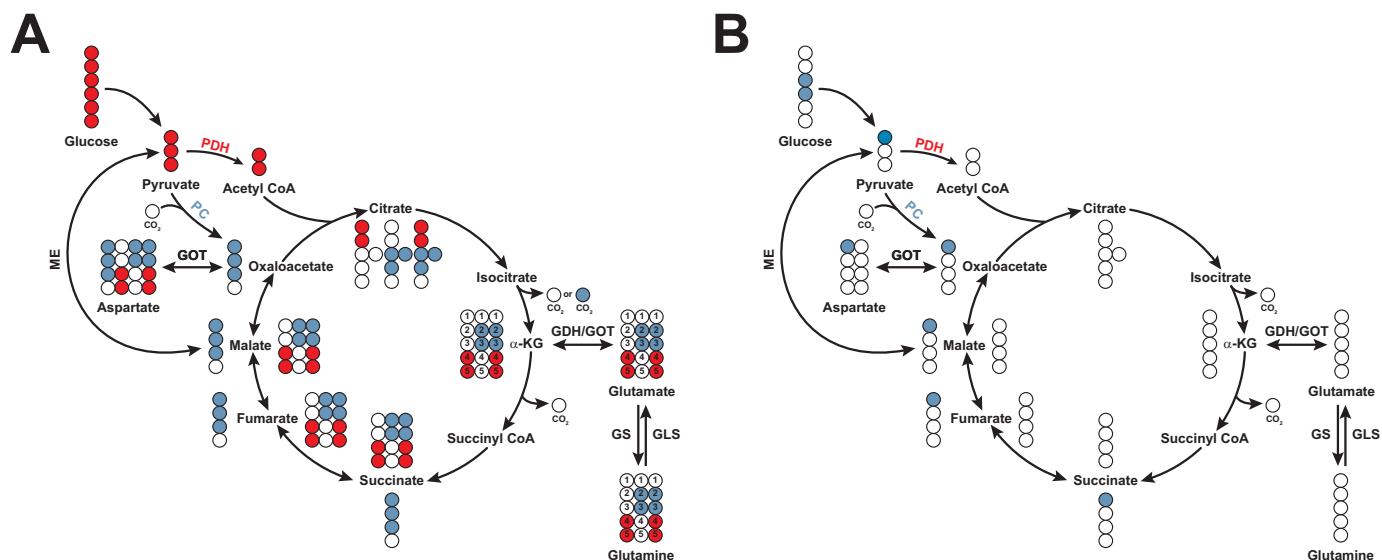 A
Glucose
PDH
Pyruvate
Acetyl CoA
PC
CO2
Citrate
ME
GOT
Oxaloacetate
Aspartate
Isocitrate
or
CO2 CO2
1 1 1
2 2 2
3 3 3
4 4 4
5 5 5
α-KG
GDH/GOT
1 1 1
2 2 2
3 3 3
4 4 4
5 5 5
Glutamate
Malate
Fumarate
CO2
Succinyl CoA
GS
GLS
Succinate
1 1 1
2 2 2
3 3 3
4 4 4
5 5 5
Glutamine
B
Glucose
PDH
Pyruvate
Acetyl CoA
PC
CO2
Citrate
ME
GOT
Oxaloacetate
Aspartate
Isocitrate
CO2
α-KG
GDH/GOT
Glutamate
Malate
Fumarate
CO2
Succinyl CoA
GS
GLS
Succinate
Glutamine